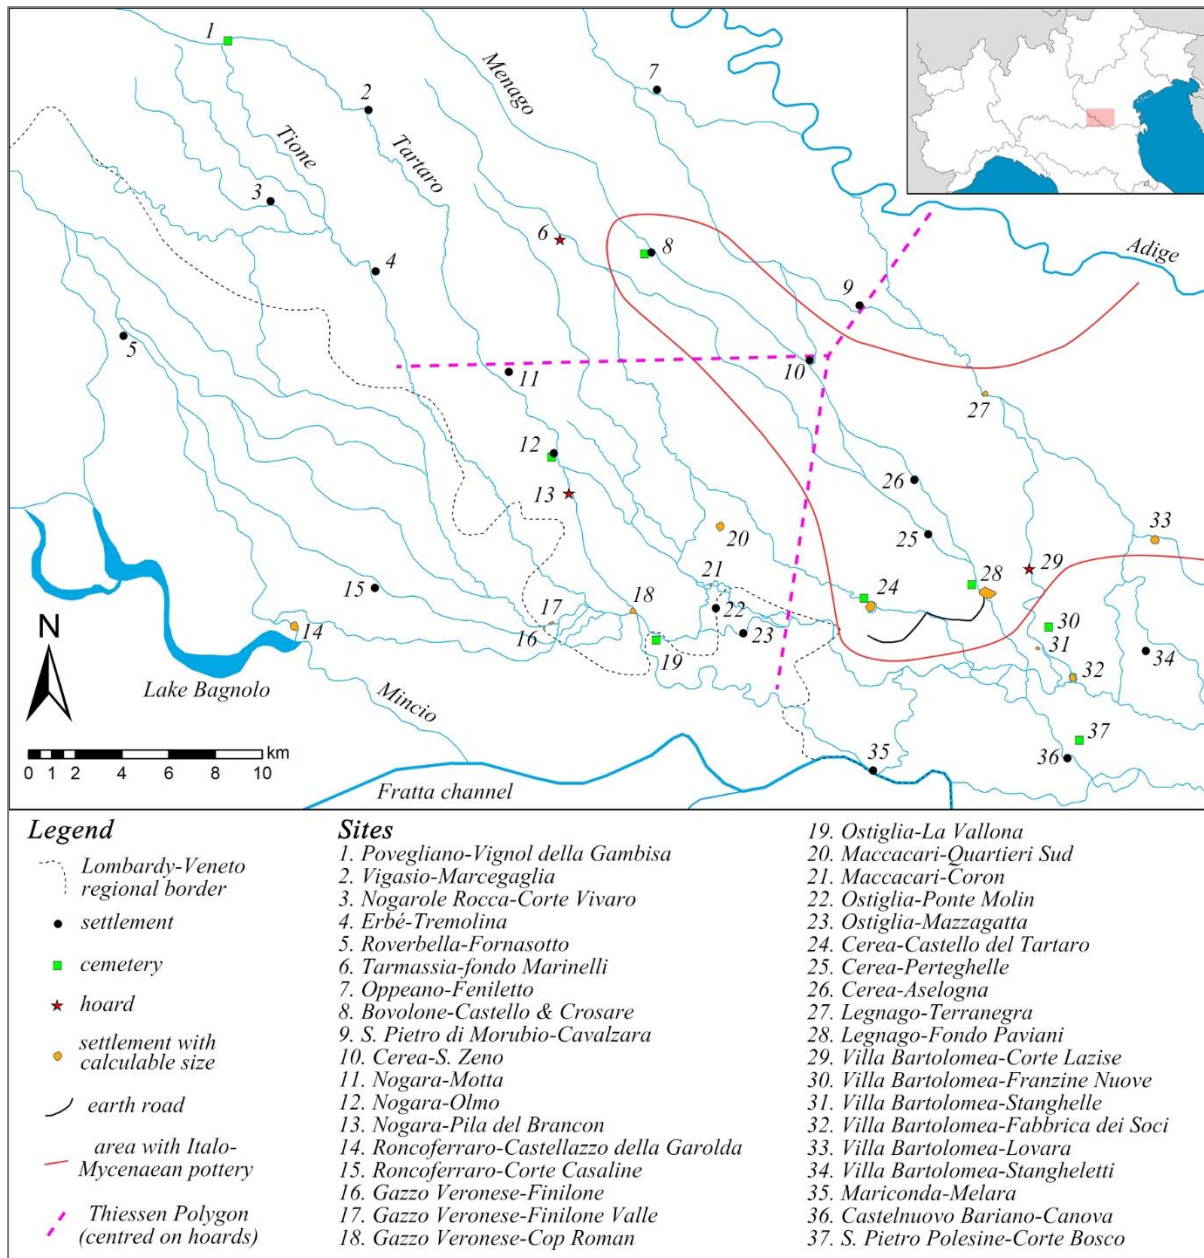 1
2
Menago
7
Tione
Tartaro
3
6
8
4
Adige
9
5
10
11
27
12
13
26
20
25
33
21
29
15
24
28
17
18
22
14
16
23
30
N
19
31
34
32
Lake Bagnolo
Mincio
37
km
0 1 2 4 6 8 10
35
36
Fratta channel
Legend
Lombardy-Veneto
regional border
settlement
cemetery
hoard
settlement with
calculable size
earth road
area with Italo-
Mycenaean pottery
Thiessen Polygon
(centred on hoards)
Sites
1. Povegliano-Vignol della Gambisa
2. Vigasio-Marcegaglia
3. Nogarole Rocca-Corte Vivaro
4. Erbé-Tremolina
5. Roverbella-Fornasotto
6. Tarmassia-fondo Marinelli
7. Oppeano-Feniletto
8. Bovolone-Castello & Crosare
9. S. Pietro di Morubio-Cavalzara
10. Cerea-S. Zeno
11. Nogara-Motta
12. Nogara-Olmo
13. Nogara-Pila del Brancon
14. Roncoferraro-Castellazzo della Garolda
15. Roncoferraro-Corte Casaline
16. Gazzo Veronese-Finilone
17. Gazzo Veronese-Finilone Valle
18. Gazzo Veronese-Cop Roman
19. Ostiglia-La Vallona
20. Maccacari-Quartieri Sud
21. Maccacari-Coron
22. Ostiglia-Ponte Molin
23. Ostiglia-Mazzagatta
24. Cerea-Castello del Tartaro
25. Cerea-Perteghelle
26. Cerea-Aselogna
27. Legnago-Terranegra
28. Legnago-Fondo Paviani
29. Villa Bartolomea-Corte Lazise
30. Villa Bartolomea-Franzine Nuove
31. Villa Bartolomea-Stanghelle
32. Villa Bartolomea-Fabbrica dei Soci
33. Villa Bartolomea-Lovara
34. Villa Bartolomea-Stangheletti
35. Mariconda-Melara
36. Castelnuovo Bariano-Canova
37. S. Pietro Polesine-Corte Bosco